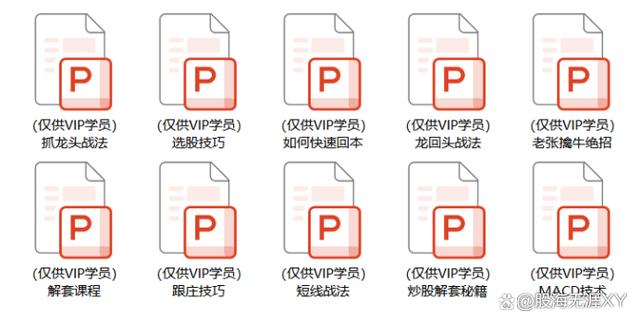 (仅供VIP学员)
抓龙头战法
(仅供VIP学员)
选股技巧
(仅供VIP学员)
如何快速回本
(仅供VIP学员)
龙回头战法
(仅供VIP学员)
老张擒牛绝招
(仅供VIP学员)
解套课程
(仅供VIP学员)
跟庄技巧
(仅供VIP学员)
短线战法
(仅供VIP学员)
炒股解套秘籍
(仅供VIP学员)
MACD技术
P
P
P
P
P
P
P
P
P
P
@股海无涯XY